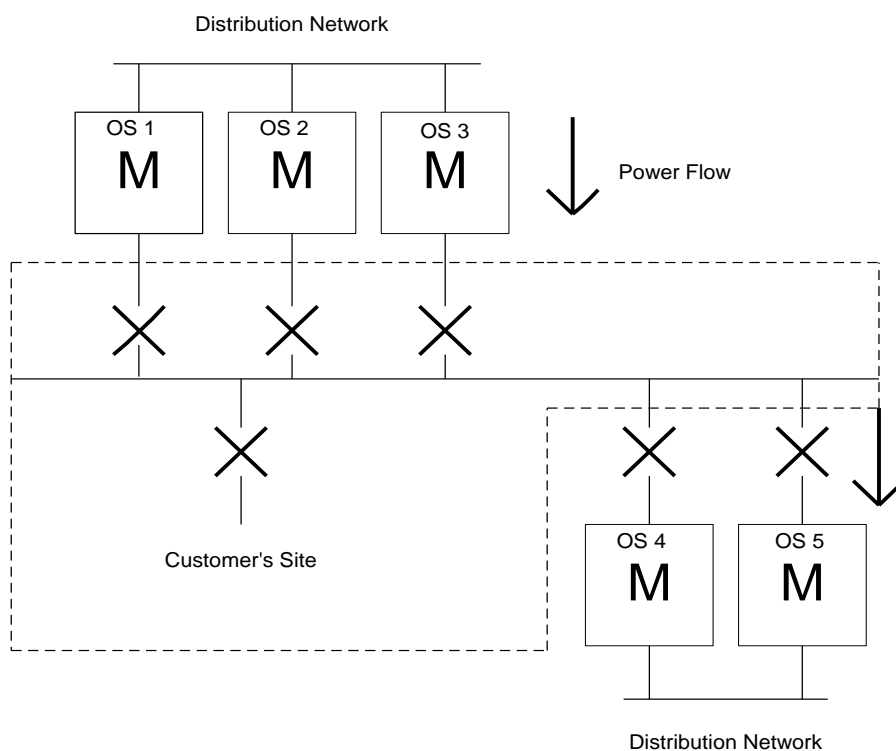 Distribution Network
OS 1
M
OS 2
M
OS 3
M
Power Flow
Customer's Site
OS 4
M
OS 5
M
Distribution Network